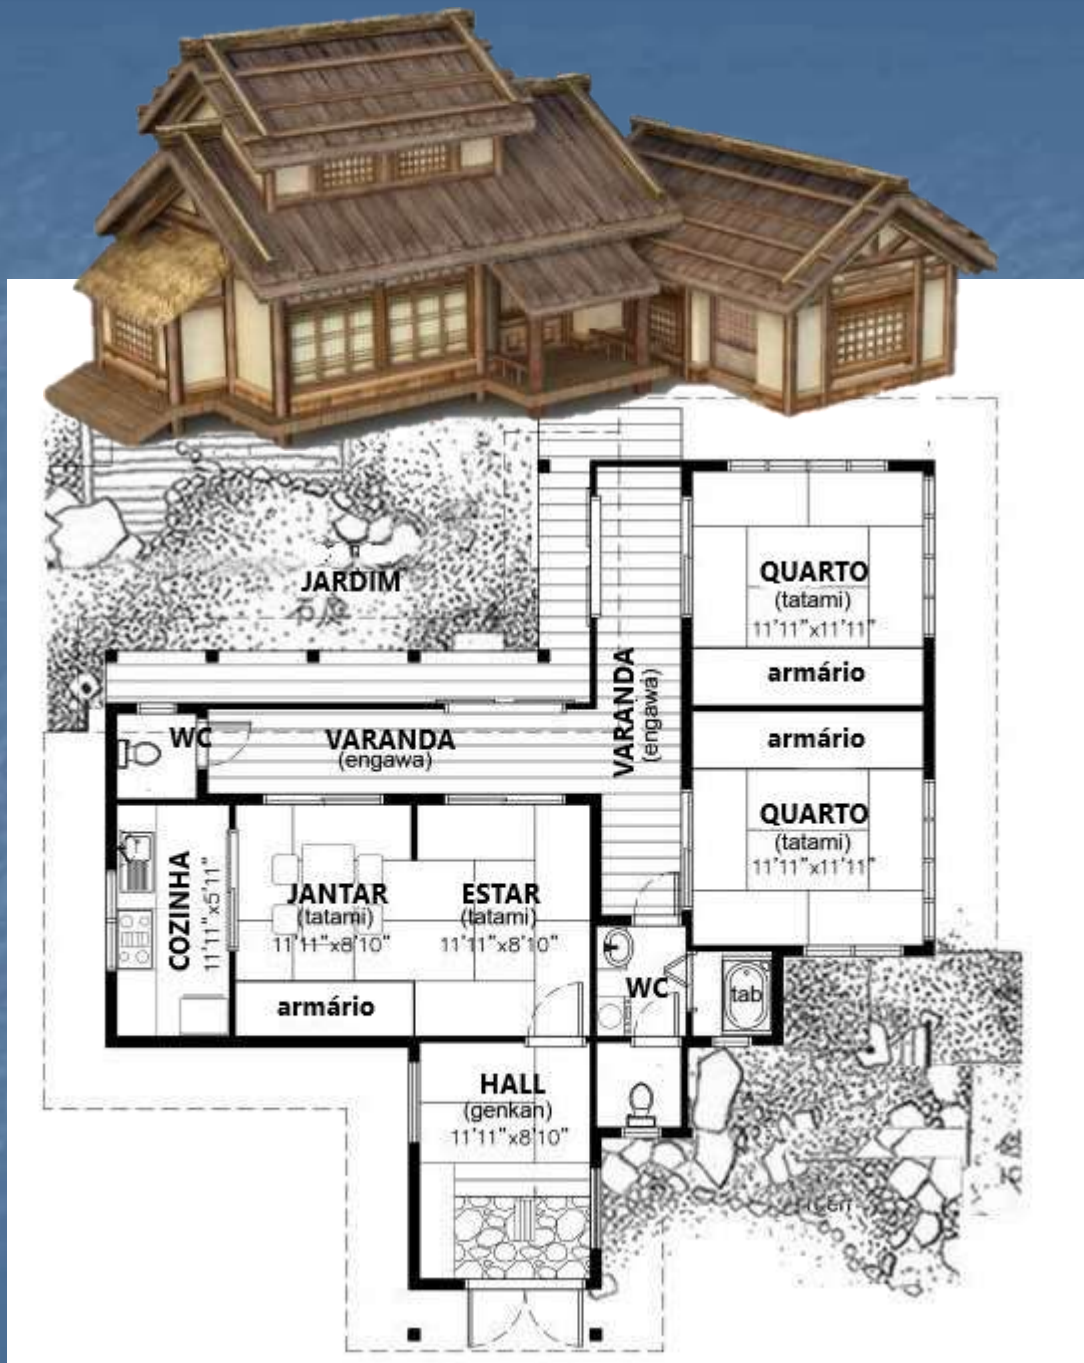 JARDIM
QUARTO
(tatami)
11'11"x11'11"
armário
VARANDA
(engawa)
WC
VARANDA
(engawa)
armário
QUARTO
(tatami)
11'11"x11'11"
COZINHA
11'11"x5'11"
JANTAR
(tatami)
11'11"x8'10"
ESTAR
(tatami)
11'11"x8'10"
armário
WC
tab
HALL
(genkan)
11'11"x8'10"